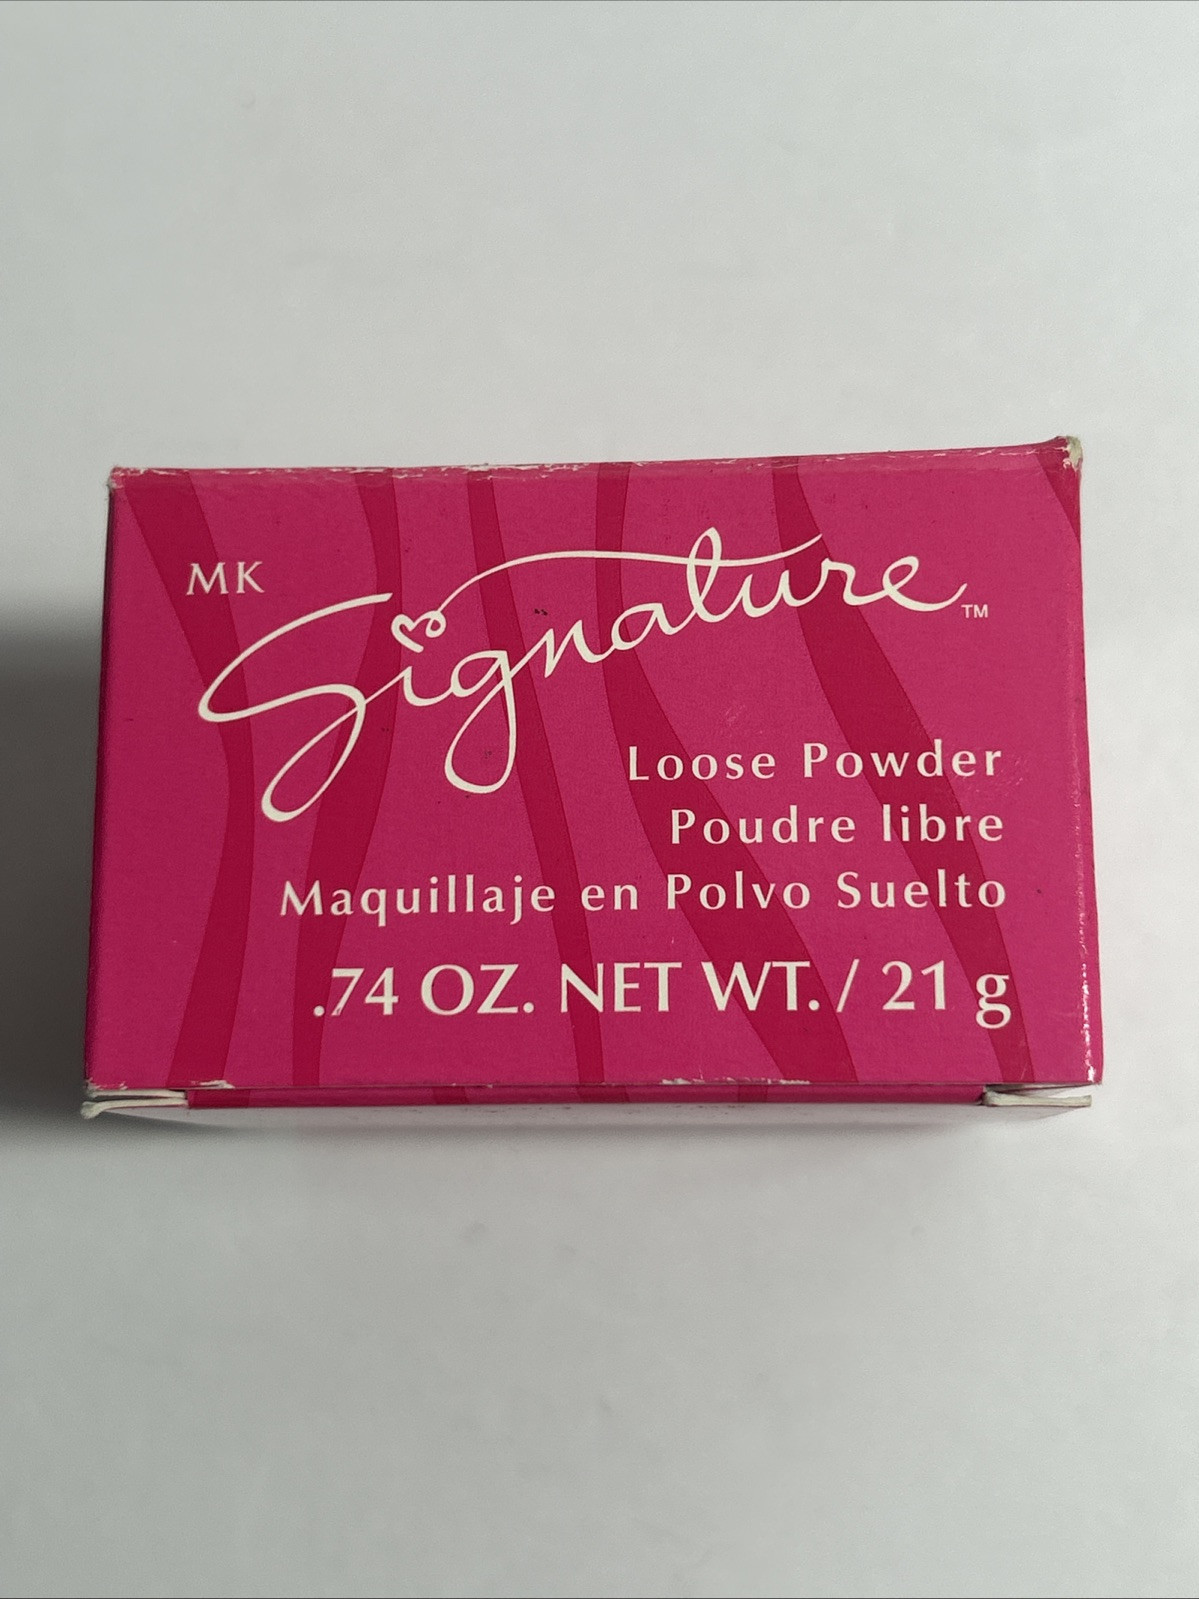 MK
Signature™
Loose Powder
Poudre libre
Maquillaje en Polvo Suelto
.74 OZ. NET WT. / 21 g